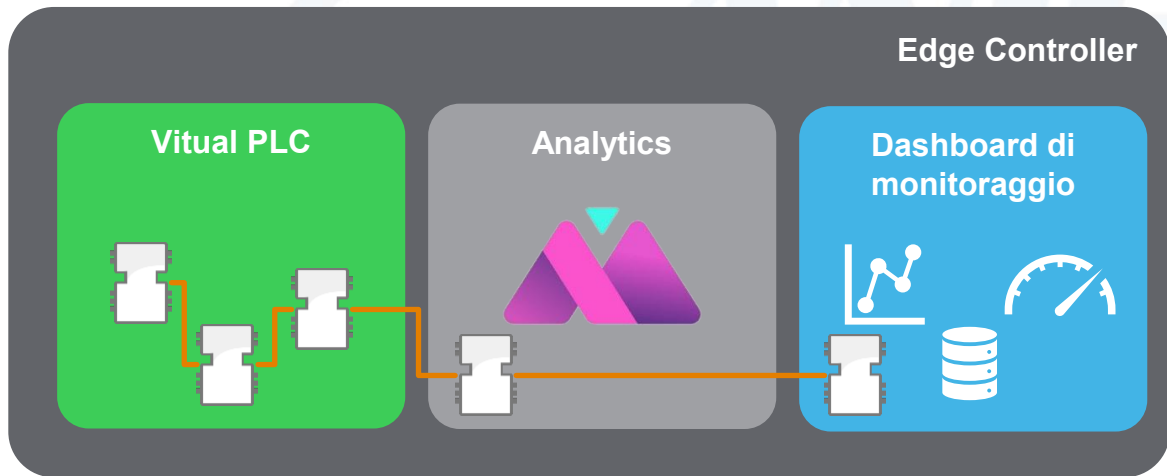 Edge Controller
Vitual PLC
Analytics
Dashboard di
monitoraggio